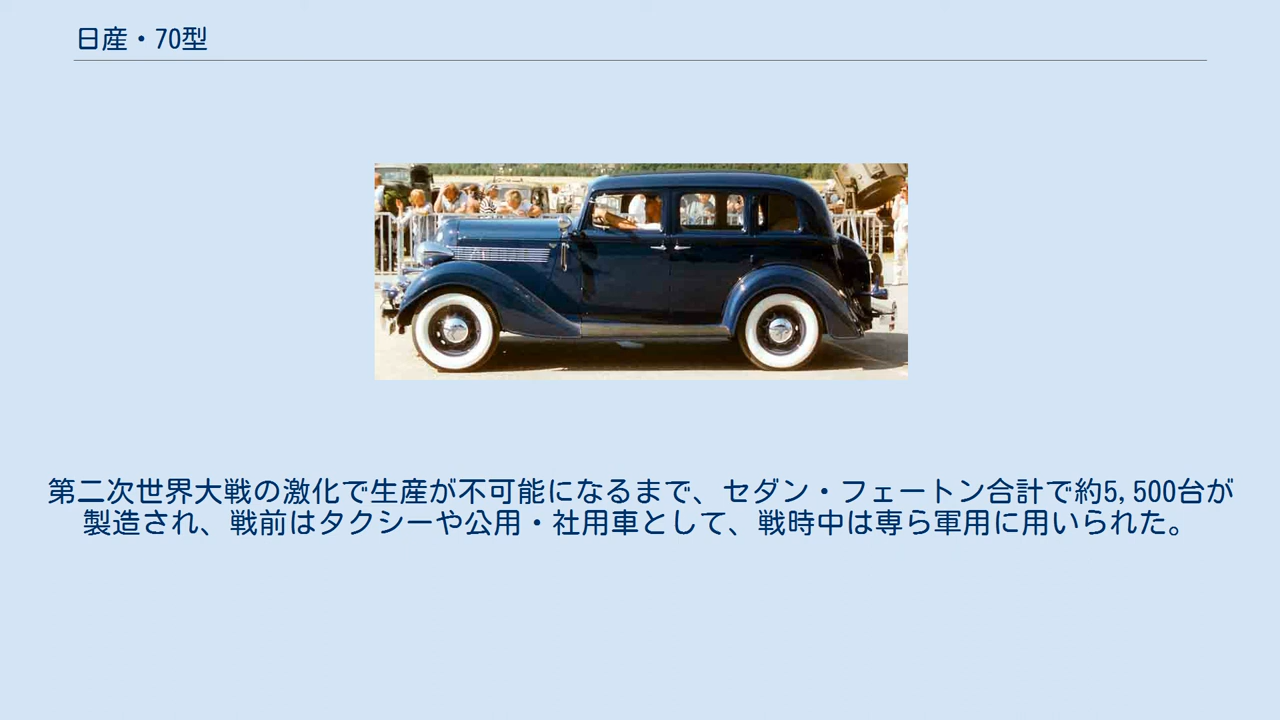 日産・70型
第二次世界大戦の激化で生産が不可能になるまで、セダン・フェートン合計で約5,500台が
製造され、戦前はタクシーや公用・社用車として、戦時中は専ら軍用に用いられた。